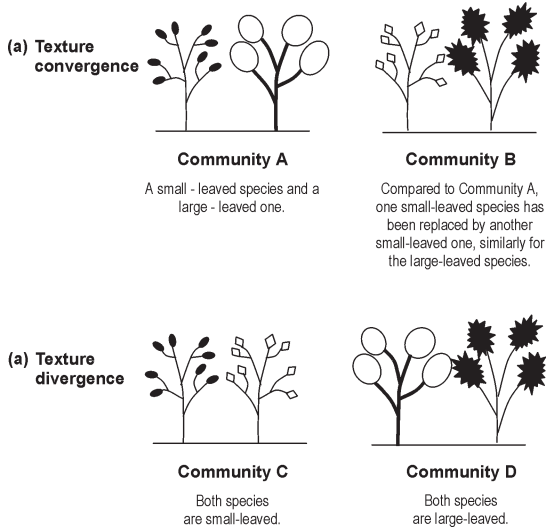 (a) Texture
convergence
Community A
A small - leaved species and a
large - leaved one.
Community B
Compared to Community A,
one small-leaved species has
been replaced by another
small-leaved one, similarly for
the large-leaved species.
(a) Texture
divergence
Community C
Both species
are small-leaved.
Community D
Both species
are large-leaved.